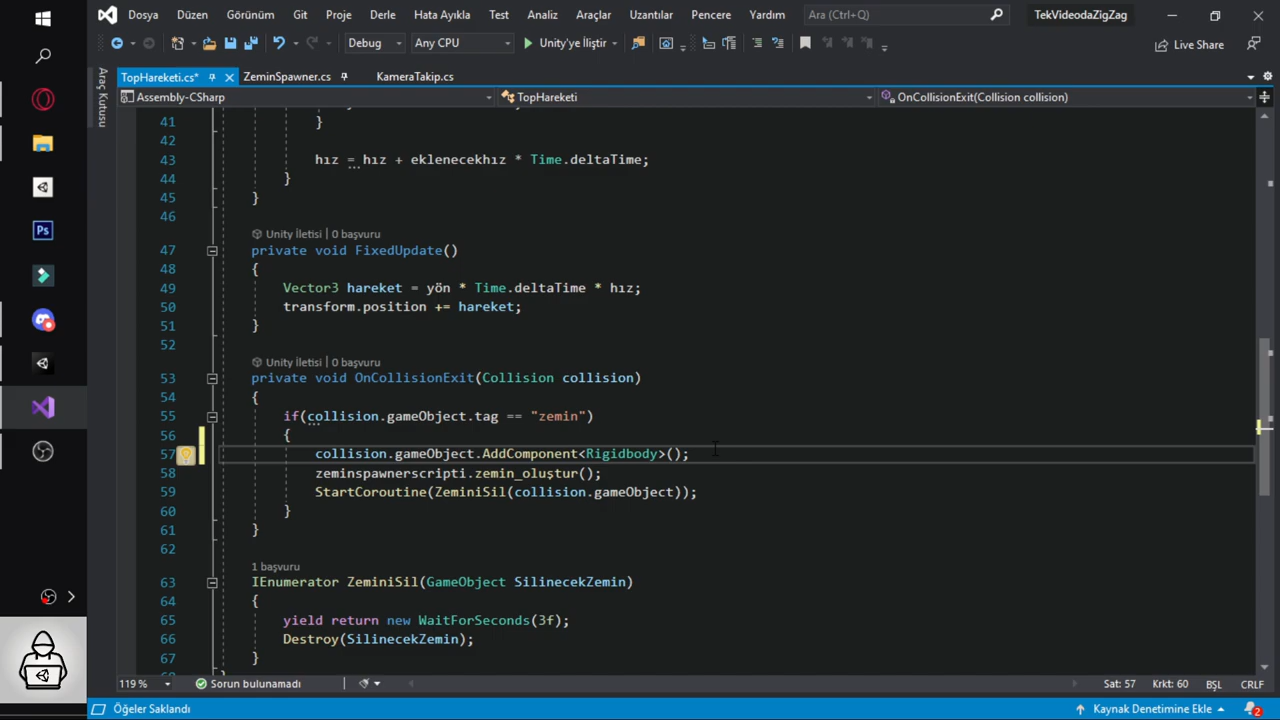 Dosya Düzen Görünüm Git Proje Derle Hata Ayıkla Test Analiz Araçlar Uzantılar Pencere Yardım Ara (Ctrl+Q) TekVideodaZigZag
Debug Any CPU Unity'ye İliştir Live Share
TopHareketi.cs* ZeminSpawner.cs KameraTakip.cs
Assembly-CSharp TopHareketi OnCollisionExit(Collision collision)
Araç Kutusu
41 }
42
43 hız = hız + eklenecekhız * Time.deltaTime;
44 }
45 }
46
Unity İletisi | 0 başvuru
47 private void FixedUpdate()
48 {
49 Vector3 hareket = yön * Time.deltaTime * hız;
50 transform.position += hareket;
51 }
52
Unity İletisi | 0 başvuru
53 private void OnCollisionExit(Collision collision)
54 {
55 if(collision.gameObject.tag == "zemin")
56 {
57 collision.gameObject.AddComponent<Rigidbody>();
58 zeminspawnerscripti.zemin_oluştur();
59 StartCoroutine(ZeminiSil(collision.gameObject));
60 }
61 }
62
1 başvuru
63 IEnumerator ZeminiSil(GameObject SilinecekZemin)
64 {
65 yield return new WaitForSeconds(3f);
66 Destroy(SilinecekZemin);
67 }
119 % Sorun bulunamadı Sat: 57 Krkt: 60 BŞL CRLF
Öğeler Saklandı Kaynak Denetimine Ekle 2
Ps